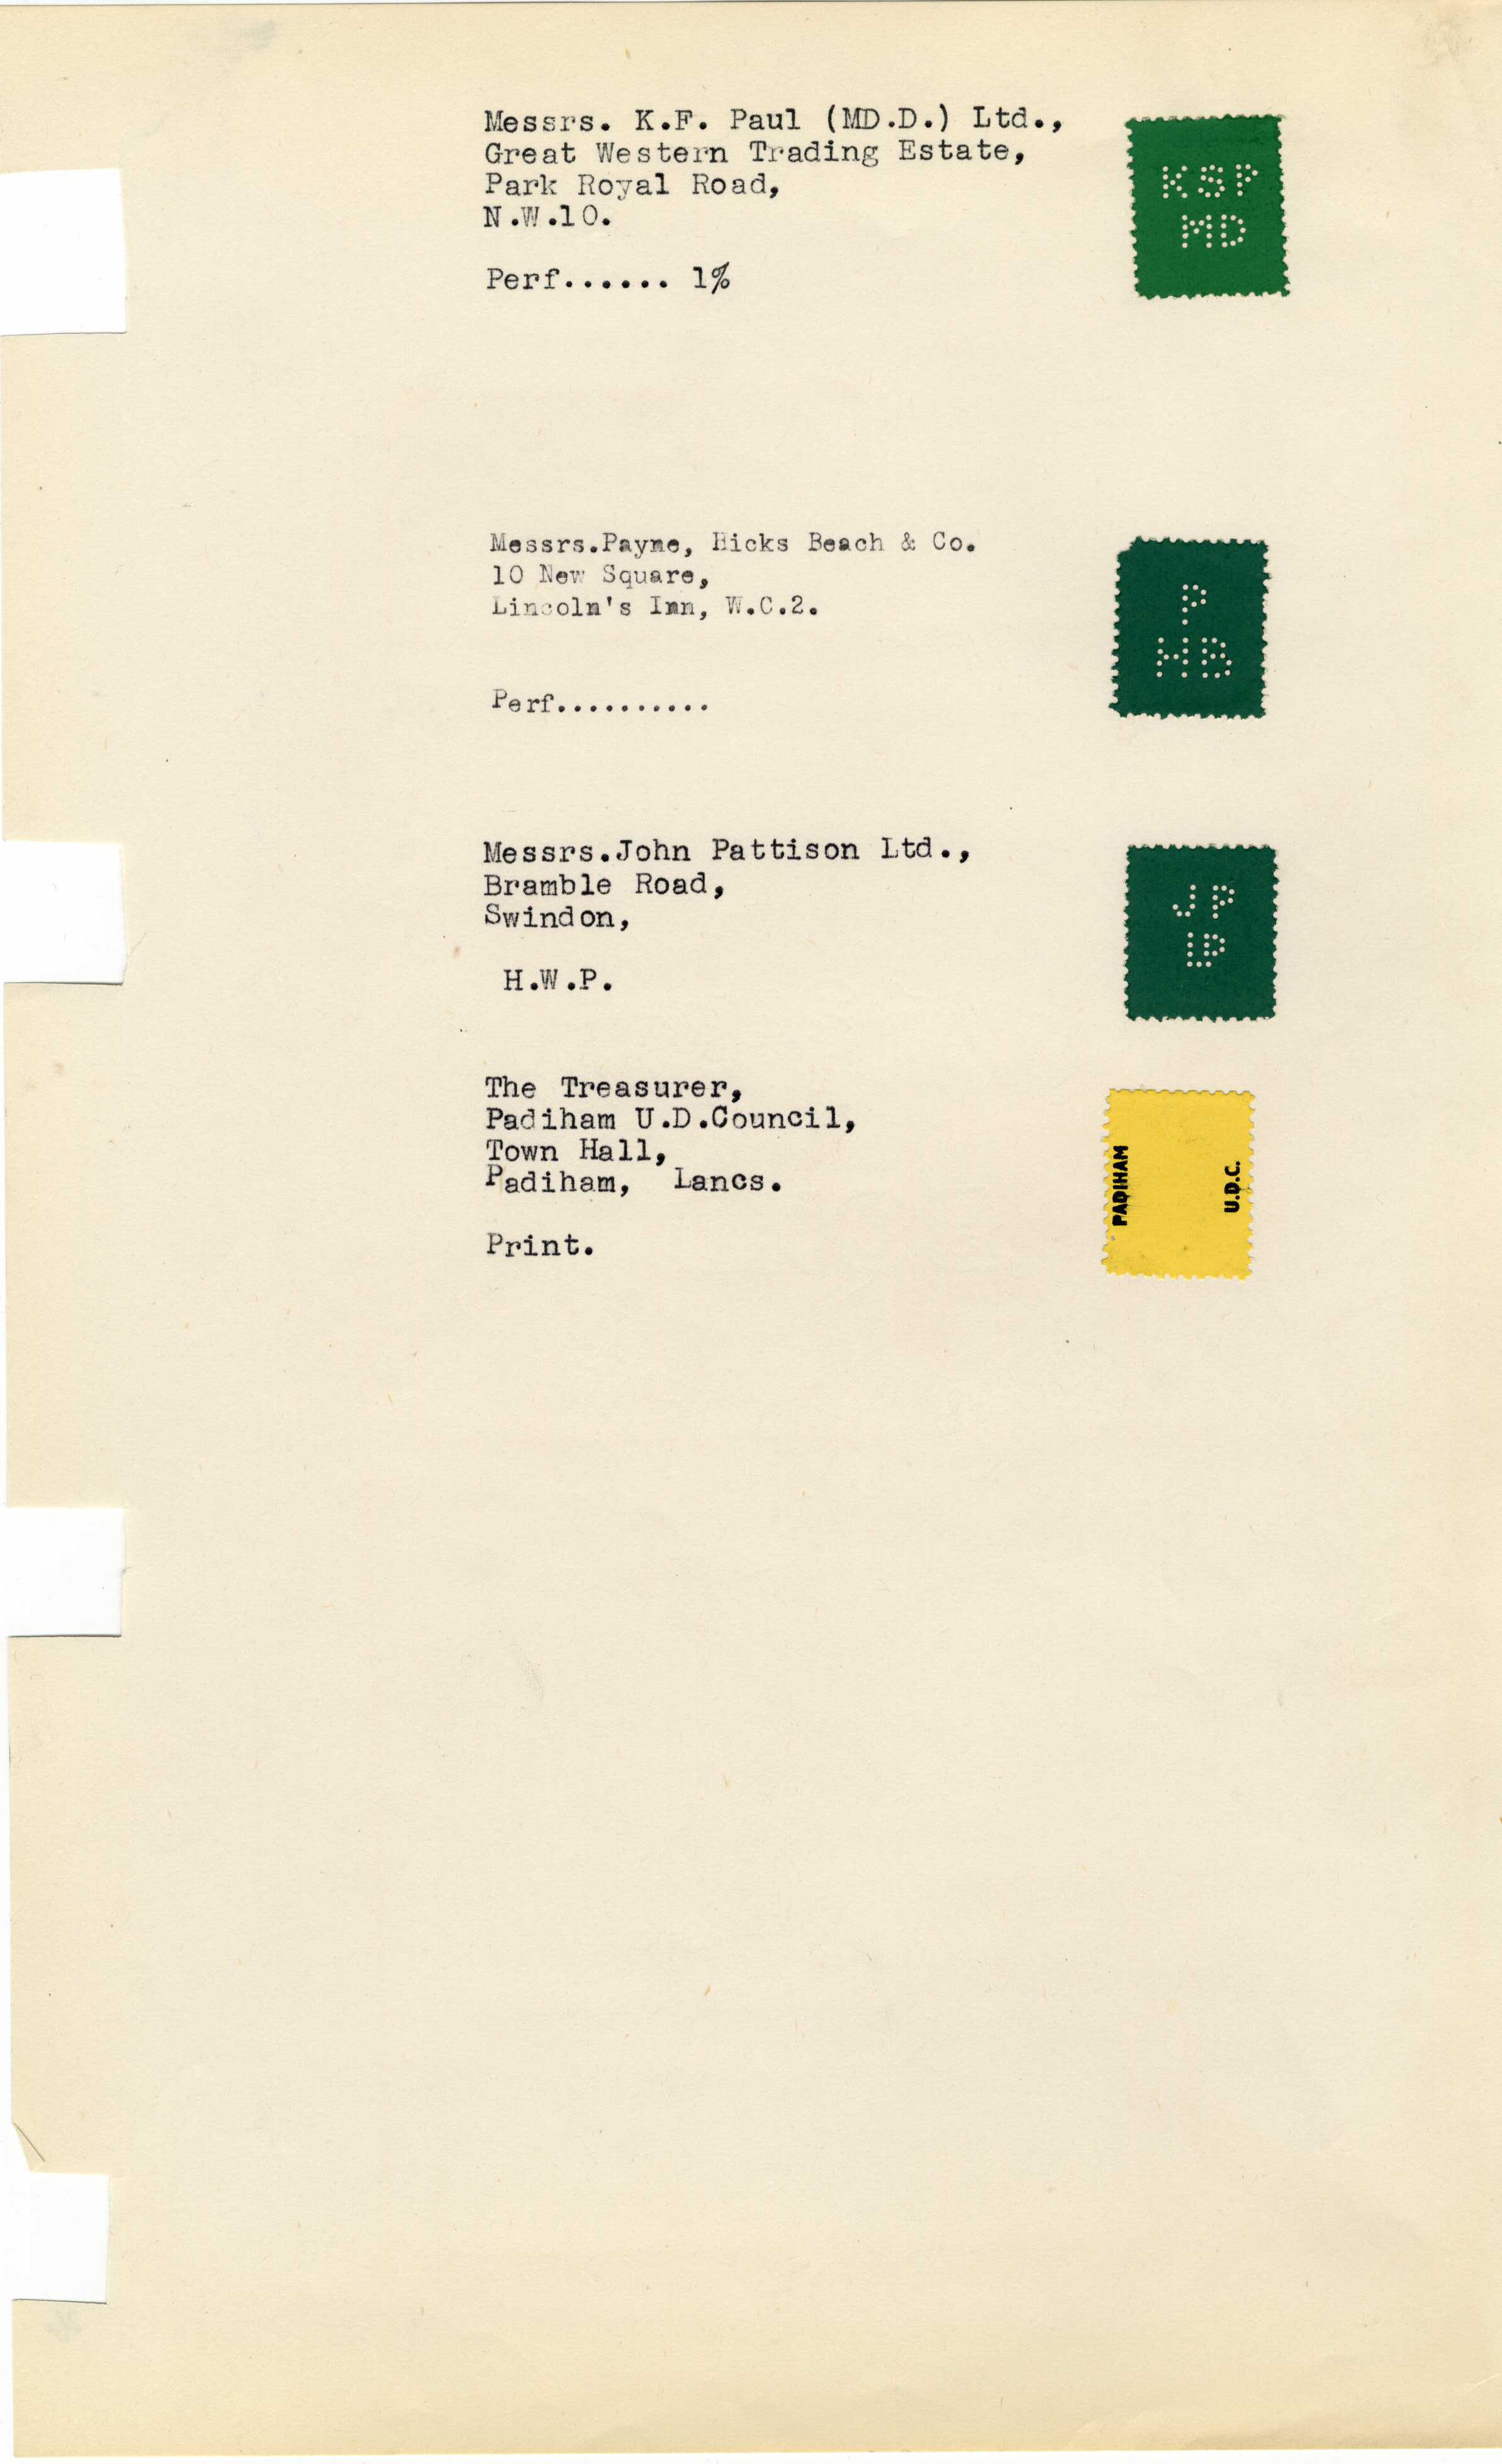 Messrs. K.F. Paul (MD.D.) Ltd.,
Great Western Trading Estate,
Park Royal Road,
N.W.10.
Perf...... 1%
KSP
MD
Messrs.Payne, Hicks Beach & Co.
10 New Square,
Lincoln's Inn, W.C.2.
Perf..........
P
HB
Messrs.John Pattison Ltd.,
Bramble Road,
Swindon,
H.W.P.
JP
LD
The Treasurer,
Padiham U.D.Council,
Town Hall,
Padiham, Lancs.
Print.
PADIHAM
U.D.C.